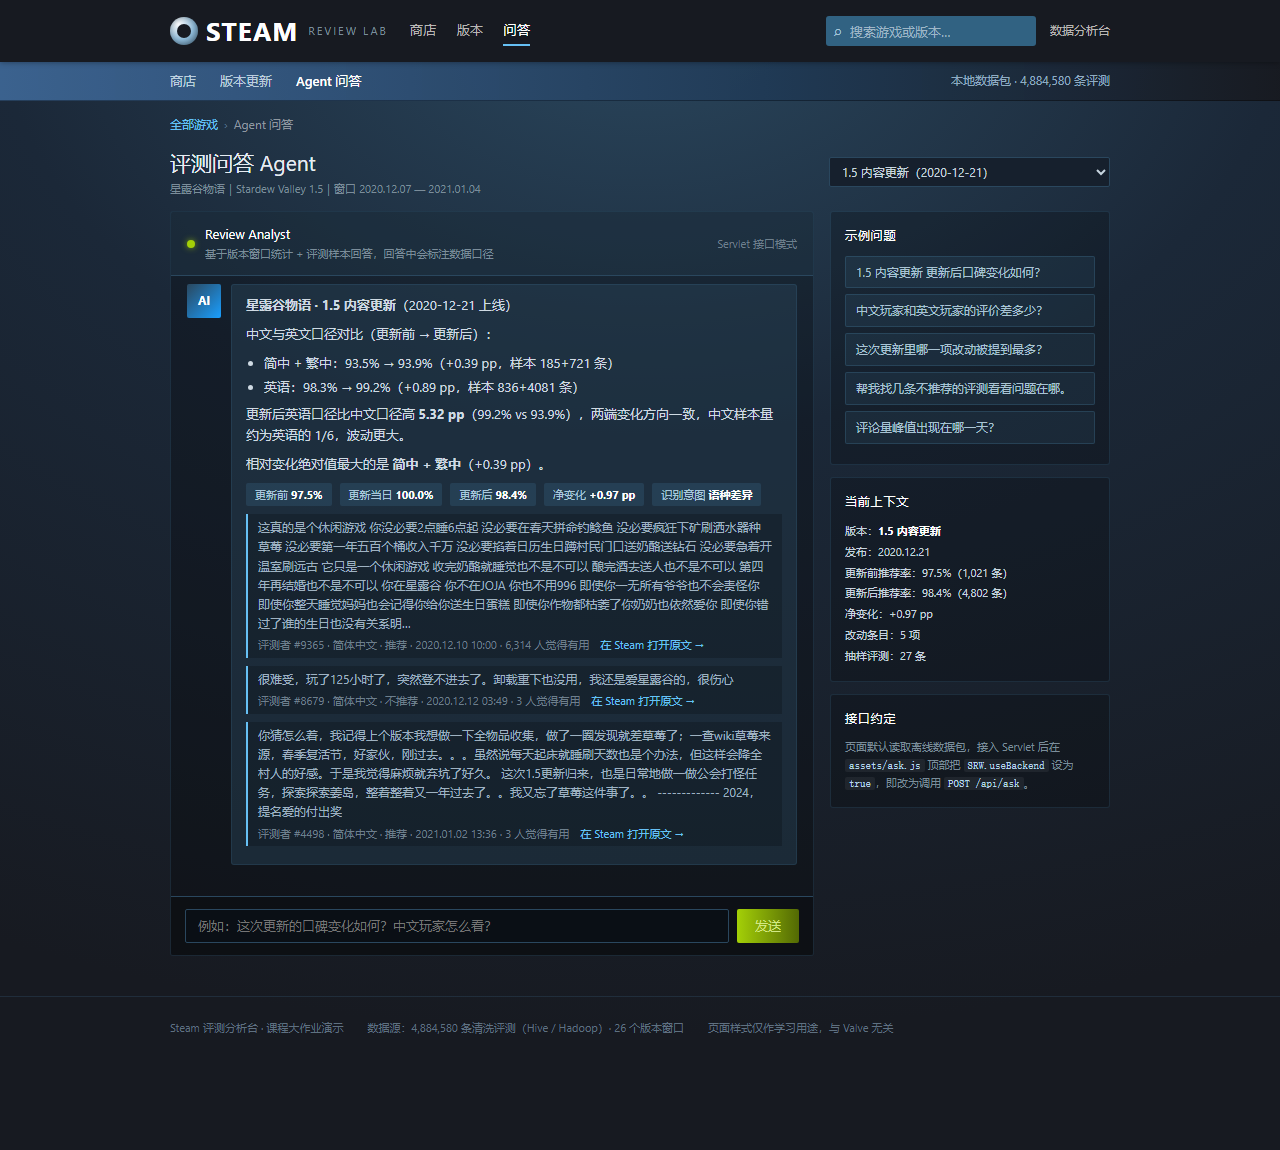 STEAM REVIEW LAB 商店 版本 问答
搜索游戏或版本... 数据分析台
商店 版本更新 Agent 问答 本地数据包 · 4,884,580 条评测
全部游戏 › Agent 问答
评测问答 Agent
星露谷物语 | Stardew Valley 1.5 | 窗口 2020.12.07 — 2021.01.04
1.5 内容更新（2020-12-21）
Review Analyst
基于版本窗口统计 + 评测样本回答，回答中会标注数据口径
Servlet 接口模式
AI
星露谷物语 · 1.5 内容更新（2020-12-21 上线）
中文与英文口径对比（更新前 → 更新后）：
• 简中 + 繁中：93.5% → 93.9%（+0.39 pp，样本 185+721 条）
• 英语：98.3% → 99.2%（+0.89 pp，样本 836+4081 条）
更新后英语口径比中文口径高 5.32 pp（99.2% vs 93.9%），两端变化方向一致，中文样本量
约为英语的 1/6，波动更大。
相对变化绝对值最大的是 简中 + 繁中（+0.39 pp）。
更新前 97.5% 更新当日 100.0% 更新后 98.4% 净变化 +0.97 pp 识别意图 语种差异
这真的是个休闲游戏 你没必要2点睡6点起 没必要在春天拼命钓鲶鱼 没必要疯狂下矿刷洒水器种
草莓 没必要第一年五百个桶收入千万 没必要掐着日历生日蹲村民门口送奶酪送钻石 没必要急着开
温室刷远古 它只是一个休闲游戏 收完奶酪就睡觉也不是不可以 酿完酒去送人也不是不可以 第四
年再结婚也不是不可以 你在星露谷 你不在JOJA 你也不用996 即使你一无所有爷爷也不会责怪你
即使你整天睡觉妈妈也会记得你给你送生日蛋糕 即使你作物都枯萎了你奶奶也依然爱你 即使你错
过了谁的生日也没有关系明...
评测者 #9365 · 简体中文 · 推荐 · 2020.12.10 10:00 · 6,314 人觉得有用 在 Steam 打开原文 →
很难受，玩了125小时了，突然登不进去了。卸载重下也没用，我还是爱星露谷的，很伤心
评测者 #8679 · 简体中文 · 不推荐 · 2020.12.12 03:49 · 3 人觉得有用 在 Steam 打开原文 →
你猜怎么着，我记得上个版本我想做一下全物品收集，做了一圈发现就差草莓了；一查wiki草莓来
源，春季复活节，好家伙，刚过去。。。虽然说每天起床就睡刷天数也是个办法，但这样会降全
村人的好感。于是我觉得麻烦就弃坑了好久。 这次1.5更新归来，也是日常地做一做公会打怪任
务，探索探索姜岛，整着整着又一年过去了。。我又忘了草莓这件事了。。 ------------- 2024，
提名爱的付出奖
评测者 #4498 · 简体中文 · 推荐 · 2021.01.02 13:36 · 3 人觉得有用 在 Steam 打开原文 →
例如：这次更新的口碑变化如何？中文玩家怎么看？
发送
示例问题
1.5 内容更新 更新后口碑变化如何？
中文玩家和英文玩家的评价差多少？
这次更新里哪一项改动被提到最多？
帮我找几条不推荐的评测看看问题在哪。
评论量峰值出现在哪一天？
当前上下文
版本：1.5 内容更新
发布：2020.12.21
更新前推荐率：97.5%（1,021 条）
更新后推荐率：98.4%（4,802 条）
净变化：+0.97 pp
改动条目：5 项
抽样评测：27 条
接口约定
页面默认读取离线数据包，接入 Servlet 后在
assets/ask.js 顶部把 SRW.useBackend 设为
true，即改为调用 POST /api/ask。
Steam 评测分析台 · 课程大作业演示 数据源：4,884,580 条清洗评测（Hive / Hadoop）· 26 个版本窗口 页面样式仅作学习用途，与 Valve 无关